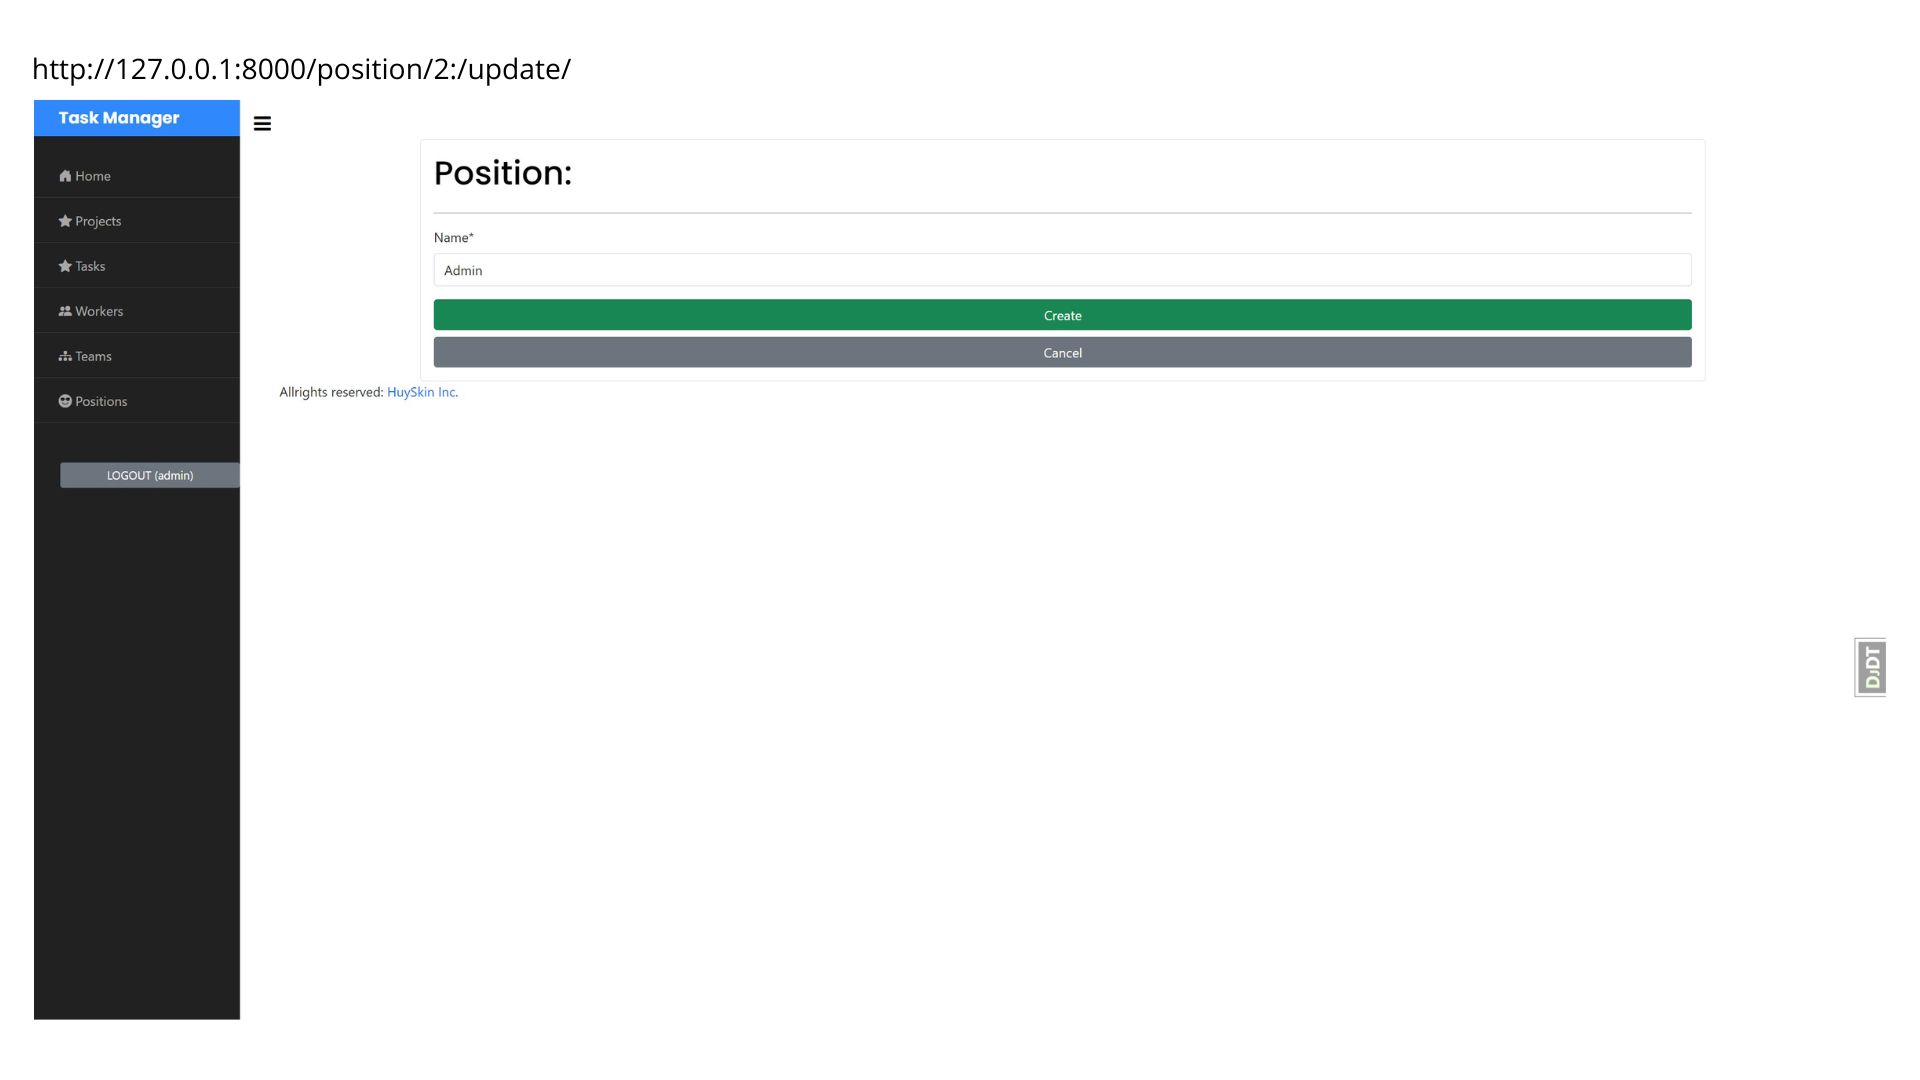 http://127.0.0.1:8000/position/2:/update/
Task Manager
Home
Projects
Tasks
Workers
Teams
Positions
LOGOUT (admin)
Position:
Name*
Admin
Create
Cancel
Allrights reserved: HuySkin Inc.
DJDT